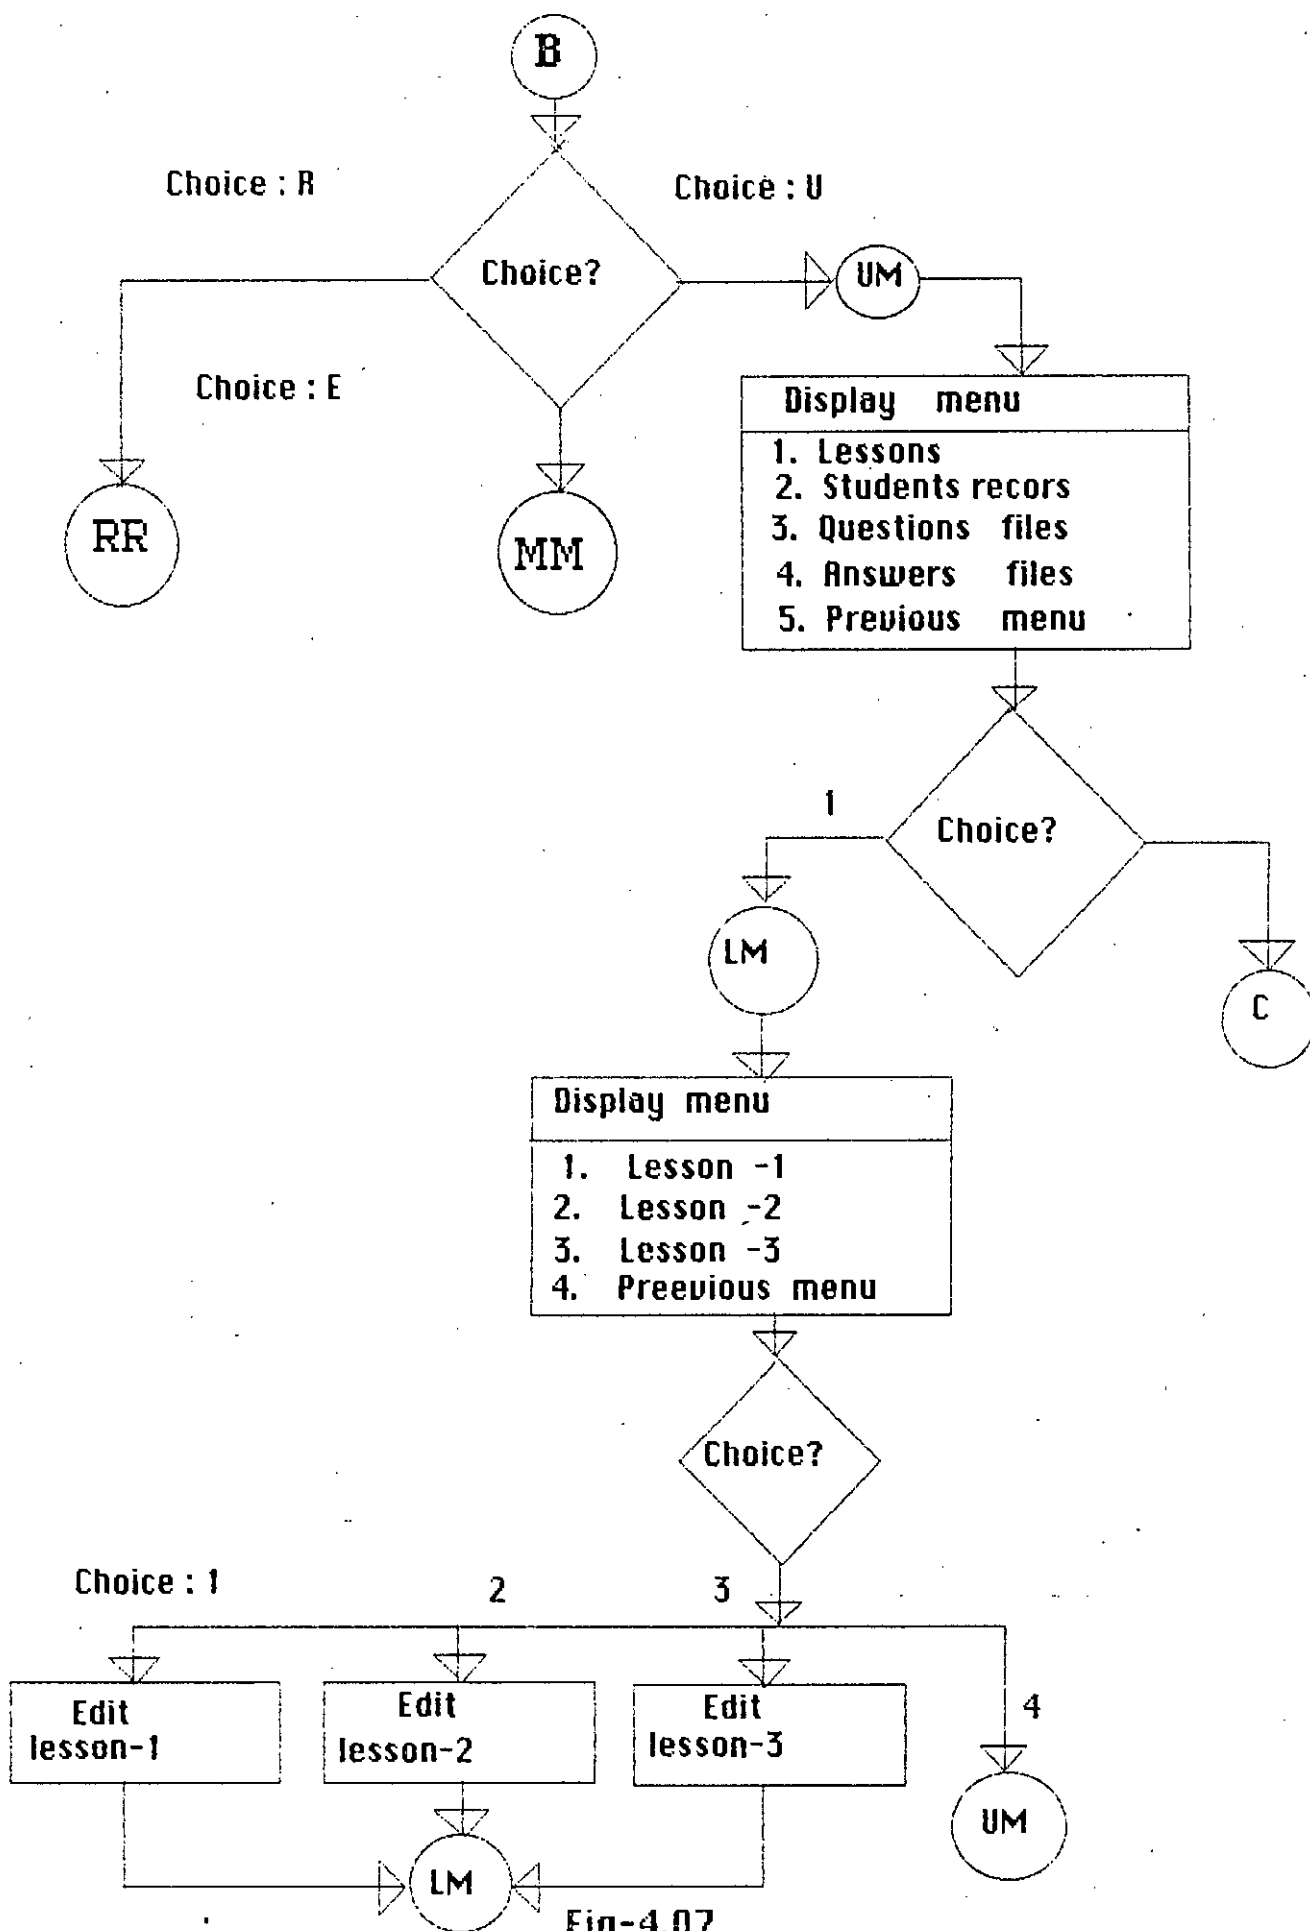 B
Choice : R
Choice : U
Choice?
UM
Choice : E
Display menu
1. Lessons
2. Students recors
3. Questions files
4. Answers files
5. Previous menu
RR
MM
1
Choice?
LM
C
Display menu
1. Lesson -1
2. Lesson -2
3. Lesson -3
4. Preevious menu
Choice?
Choice : 1
2
3
4
Edit
lesson-1
Edit
lesson-2
Edit
lesson-3
UM
LM
Fig-4.07